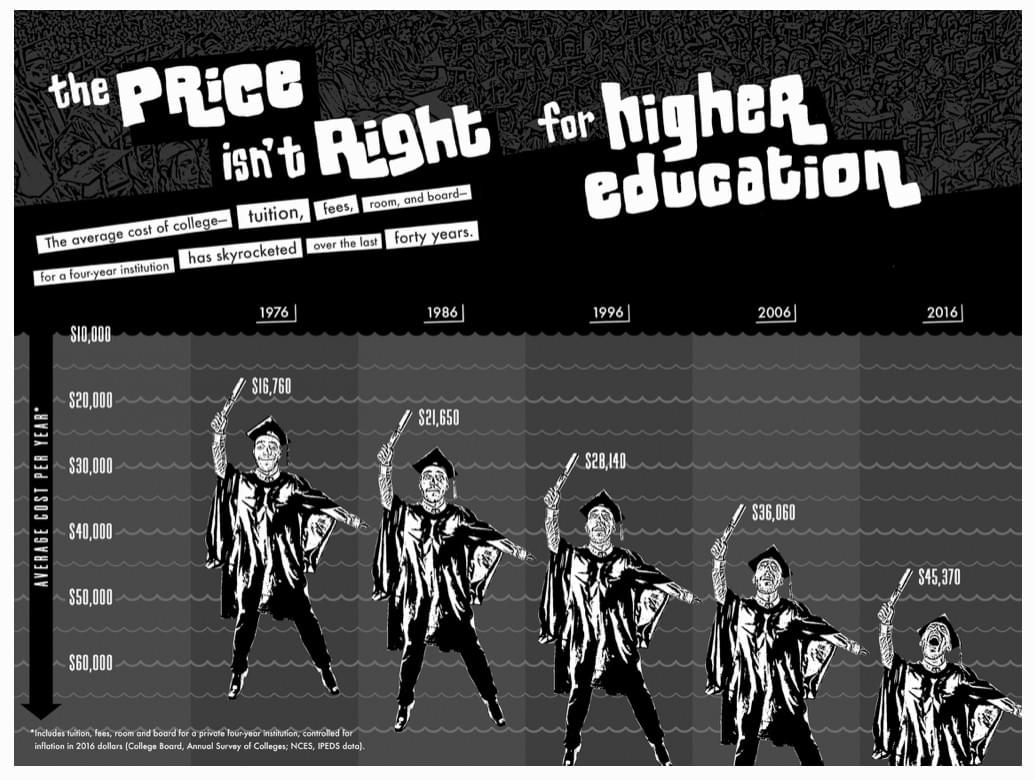 the PRiCe
isn't Right
for higheR
education
The average cost of college— tuition, fees, room, and board—
for a four-year institution has skyrocketed over the last forty years.
1976 1986 1996 2006 2016
$10,000
$20,000
$30,000
$40,000
$50,000
$60,000
AVERAGE COST PER YEAR*
$16,760
$21,650
$28,140
$36,060
$45,370
*Includes tuition, fees, room and board for a private four-year institution, controlled for
inflation in 2016 dollars (College Board, Annual Survey of Colleges; NCES, IPEDS data).